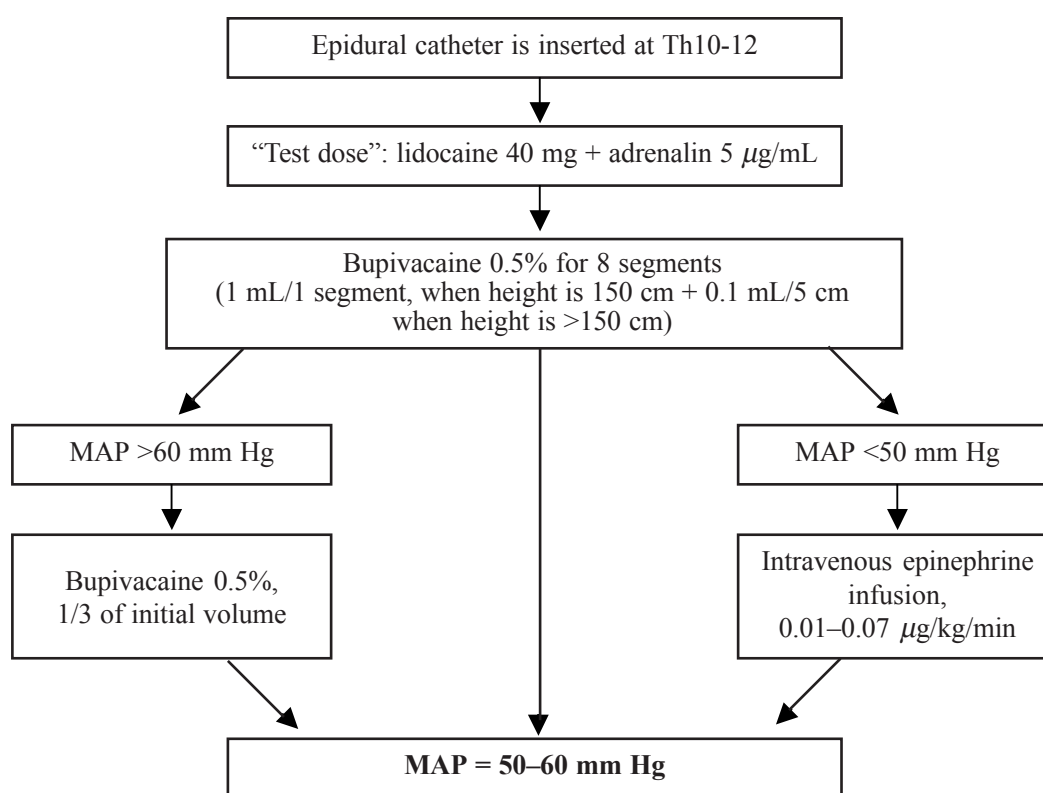 Epidural catheter is inserted at Th10-12
“Test dose”: lidocaine 40 mg + adrenalin 5 μg/mL
Bupivacaine 0.5% for 8 segments
(1 mL/1 segment, when height is 150 cm + 0.1 mL/5 cm
when height is >150 cm)
MAP >60 mm Hg
MAP <50 mm Hg
Bupivacaine 0.5%,
1/3 of initial volume
Intravenous epinephrine
infusion,
0.01–0.07 μg/kg/min
MAP = 50–60 mm Hg